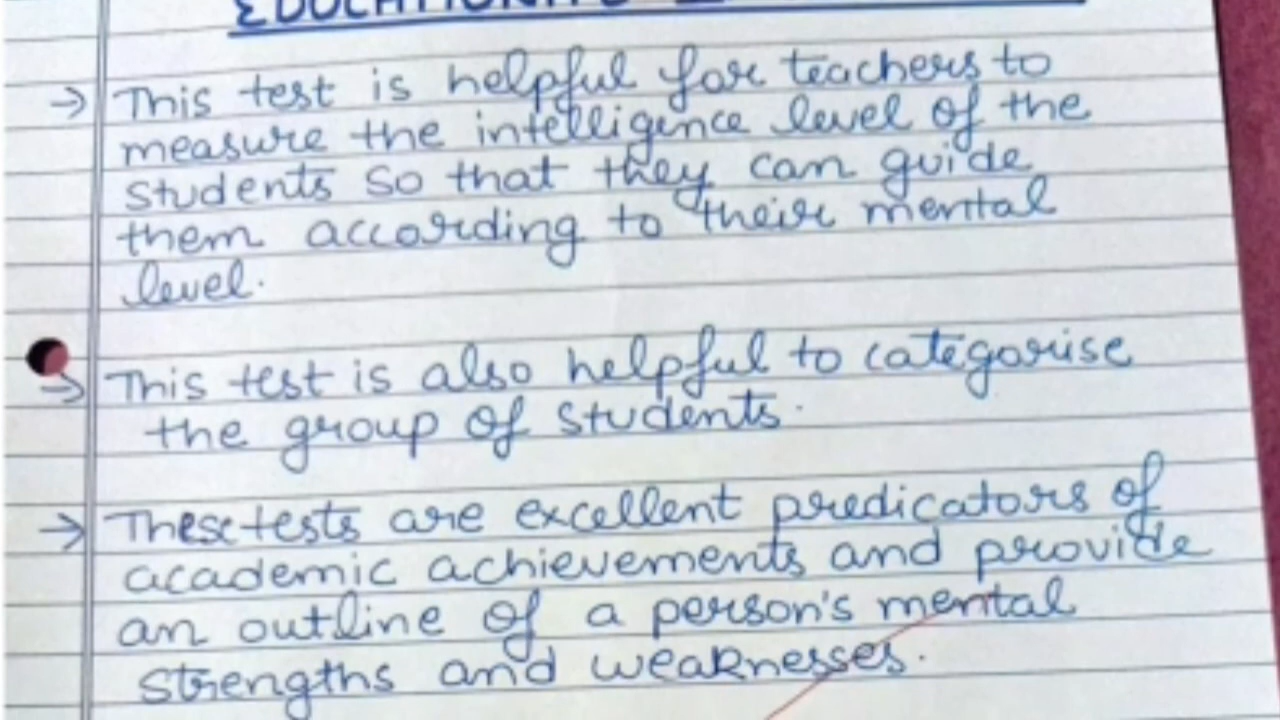 → This test is helpful for teachers to
measure the intelligence level of the
students so that they can guide
them according to their mental
level.
→ This test is also helpful to categorise
the group of students.
→ These tests are excellent predicators of
academic achievements and provide
an outline of a person's mental
strengths and weaknesses.